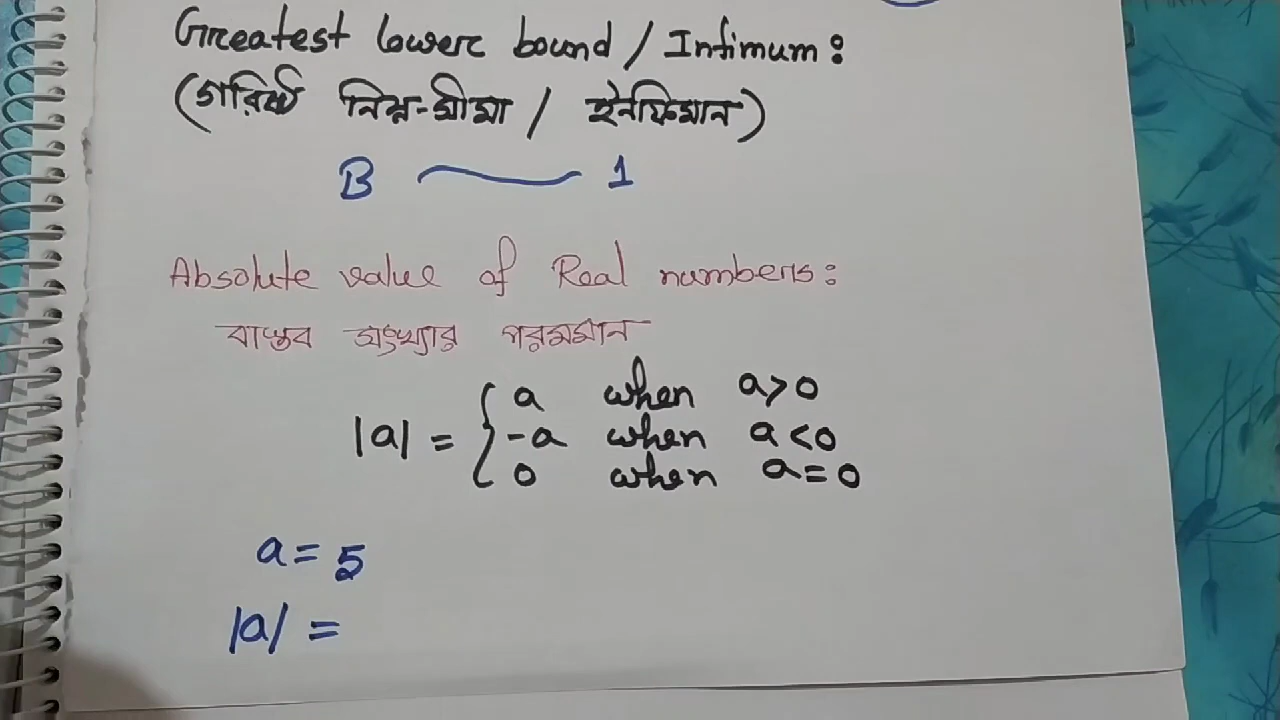 Greatest lower bound / Infimum:
(গরিষ্ঠ নিম্ন-সীমা / ইনফিমান)
B 1
Absolute value of Real numbers:
বাস্তব সংখ্যার পরমমান
|a| = { a when a>0
-a when a<0
0 when a=0
a = 5
|a| =